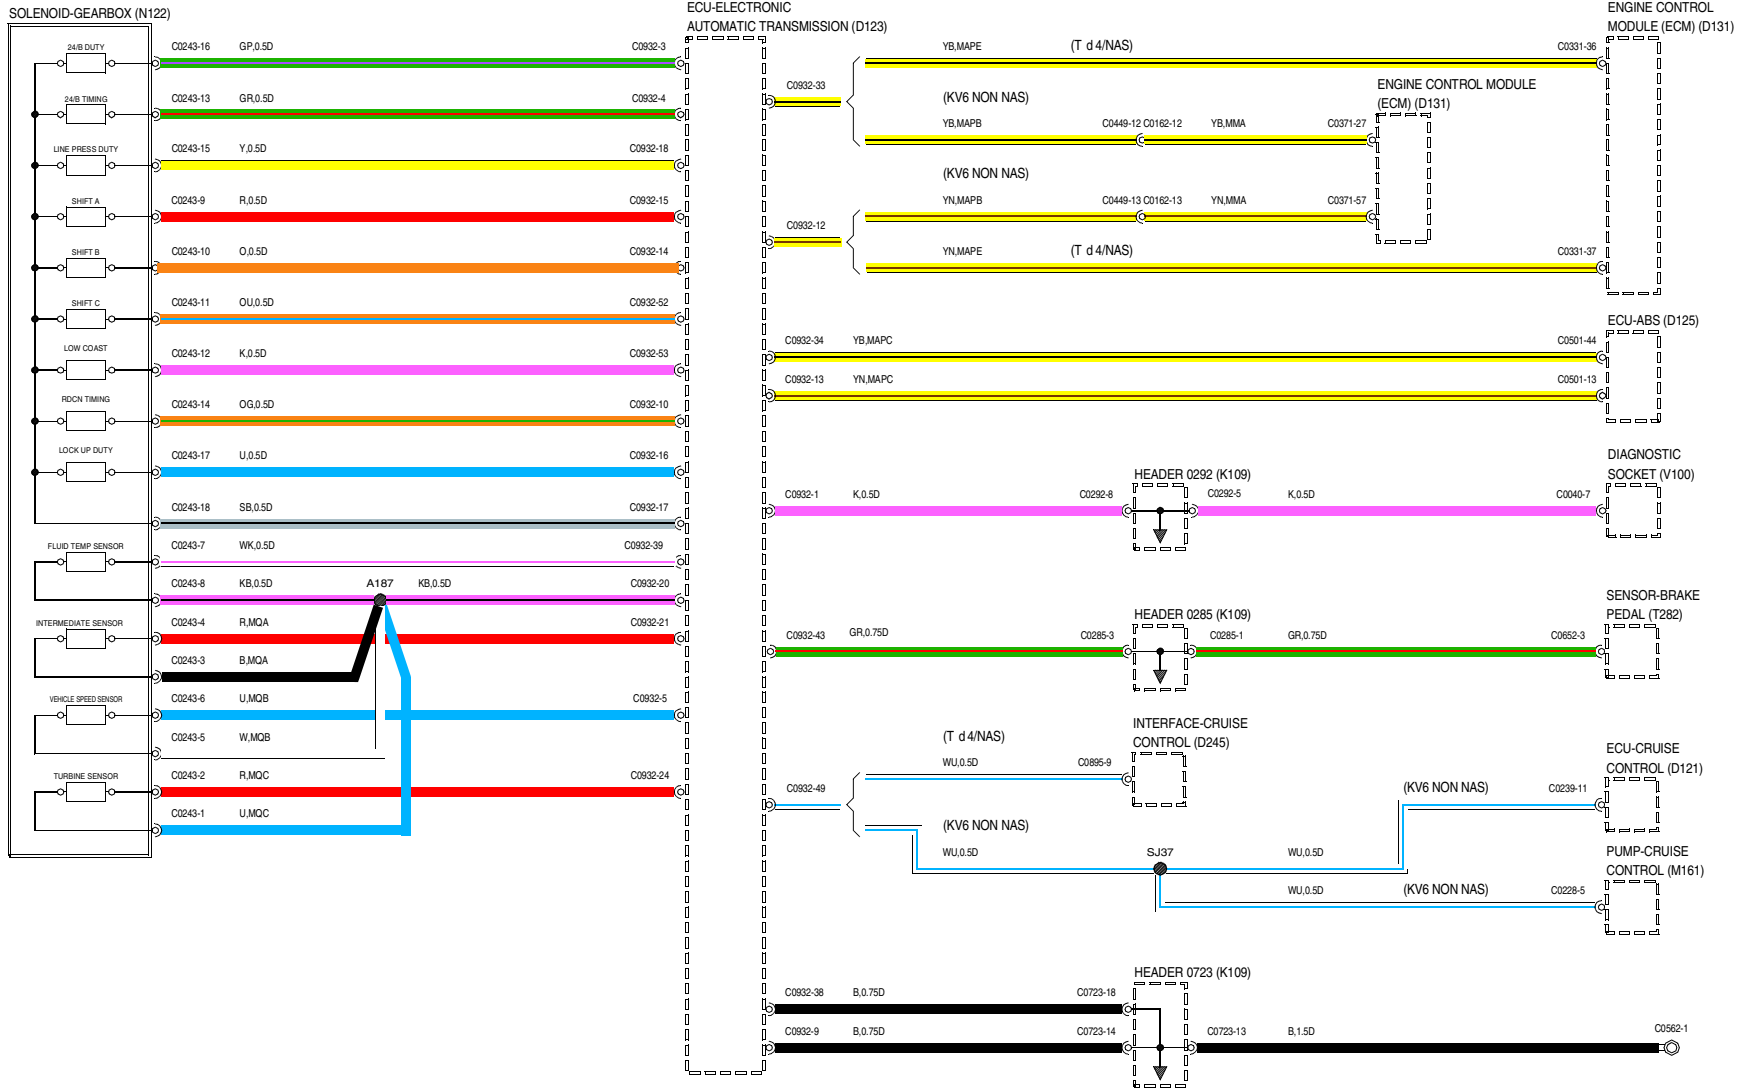 SOLENOID-GEARBOX (N122)
24/B DUTY
C0243-16 GP,0.5D C0932-3
24/B TIMING
C0243-13 GR,0.5D C0932-4
LINE PRESS DUTY
C0243-15 Y,0.5D C0932-18
SHIFT A
C0243-9 R,0.5D C0932-15
SHIFT B
C0243-10 O,0.5D C0932-14
SHIFT C
C0243-11 OU,0.5D C0932-52
LOW COAST
C0243-12 K,0.5D C0932-53
RDCN TIMING
C0243-14 OG,0.5D C0932-10
LOCK UP DUTY
C0243-17 U,0.5D C0932-16
C0243-18 SB,0.5D C0932-17
FLUID TEMP SENSOR
C0243-7 WK,0.5D C0932-39
C0243-8 KB,0.5D A187 KB,0.5D C0932-20
INTERMEDIATE SENSOR
C0243-4 R,MQA C0932-21
C0243-3 B,MQA
VEHICLE SPEED SENSOR
C0243-6 U,MQB C0932-5
C0243-5 W,MQB
TURBINE SENSOR
C0243-2 R,MQC C0932-24
C0243-1 U,MQC
ECU-ELECTRONIC
AUTOMATIC TRANSMISSION (D123)
ENGINE CONTROL
MODULE (ECM) (D131)
C0932-33
YB,MAPE (T d 4/NAS) C0331-36
(KV6 NON NAS)
YB,MAPB C0449-12 C0162-12 YB,MMA C0371-27
ENGINE CONTROL MODULE
(ECM) (D131)
(KV6 NON NAS)
YN,MAPB C0449-13 C0162-13 YN,MMA C0371-57
C0932-12
YN,MAPE (T d 4/NAS) C0331-37
ECU-ABS (D125)
C0932-34 YB,MAPC C0501-44
C0932-13 YN,MAPC C0501-13
DIAGNOSTIC
SOCKET (V100)
HEADER 0292 (K109)
C0932-1 K,0.5D C0292-8 C0292-5 K,0.5D C0040-7
SENSOR-BRAKE
PEDAL (T282)
HEADER 0285 (K109)
C0932-43 GR,0.75D C0285-3 C0285-1 GR,0.75D C0652-3
INTERFACE-CRUISE
CONTROL (D245)
(T d 4/NAS)
WU,0.5D C0895-9
C0932-49
(KV6 NON NAS)
WU,0.5D SJ37 WU,0.5D
ECU-CRUISE
CONTROL (D121)
(KV6 NON NAS) C0239-11
PUMP-CRUISE
CONTROL (M161)
WU,0.5D (KV6 NON NAS) C0228-5
HEADER 0723 (K109)
C0932-38 B,0.75D C0723-18
C0932-9 B,0.75D C0723-14 C0723-13 B,1.5D C0562-1